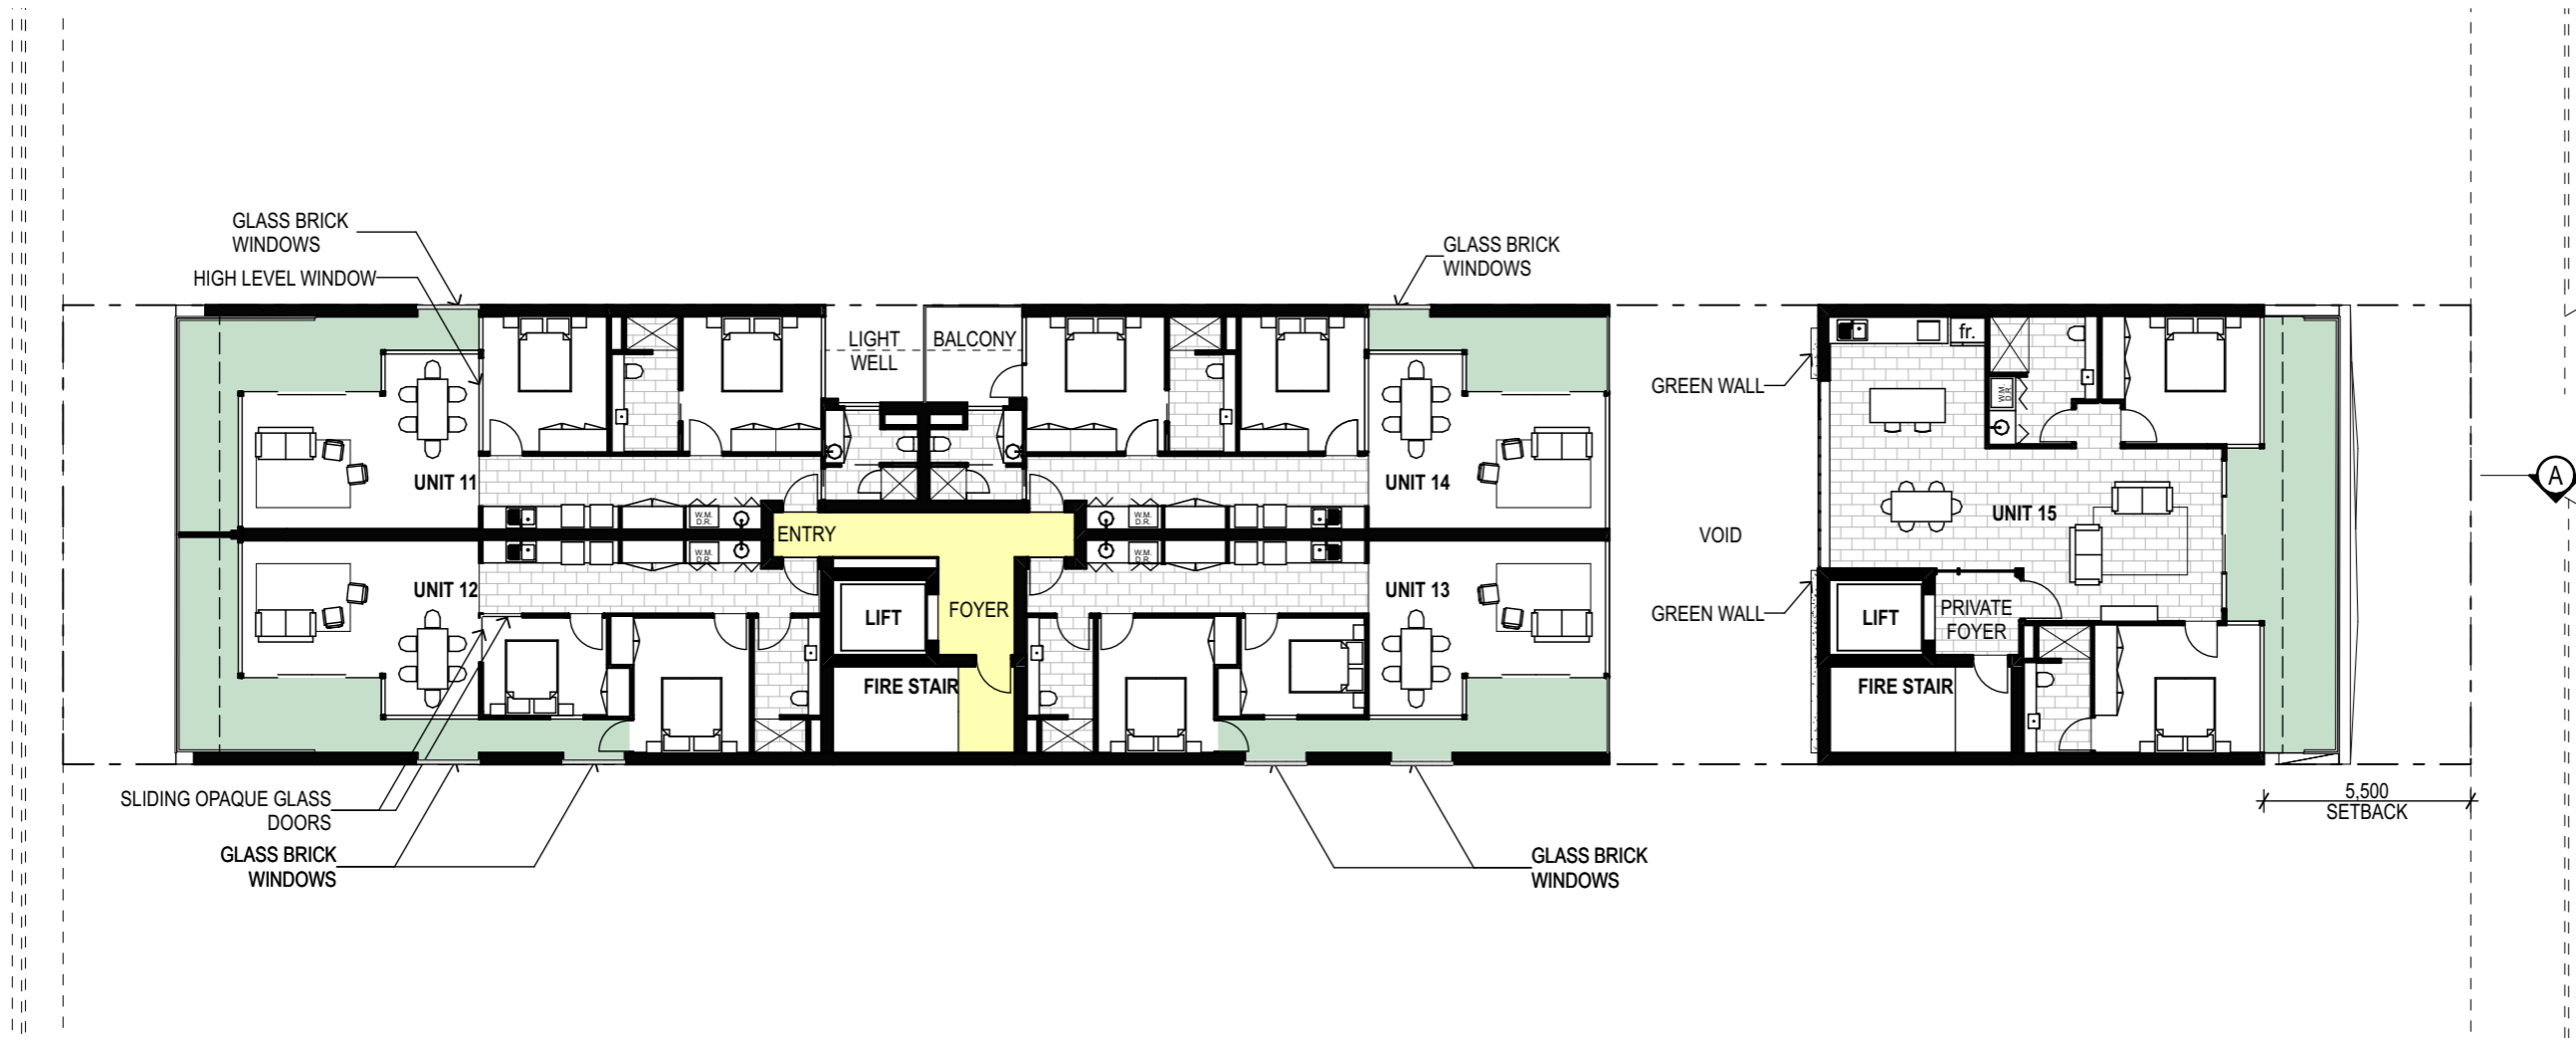 GLASS BRICK
WINDOWS
HIGH LEVEL WINDOW
GLASS BRICK
WINDOWS
LIGHT
WELL
BALCONY
GREEN WALL
fr.
W.M.
D.R.
UNIT 11
UNIT 14
UNIT 15
A
W.M.
D.R.
W.M.
D.R.
ENTRY
VOID
W.M.
D.R.
W.M.
D.R.
UNIT 12
UNIT 13
LIFT
FOYER
GREEN WALL
LIFT
PRIVATE
FOYER
FIRE STAIR
FIRE STAIR
SLIDING OPAQUE GLASS
DOORS
5,500
SETBACK
GLASS BRICK
WINDOWS
GLASS BRICK
WINDOWS